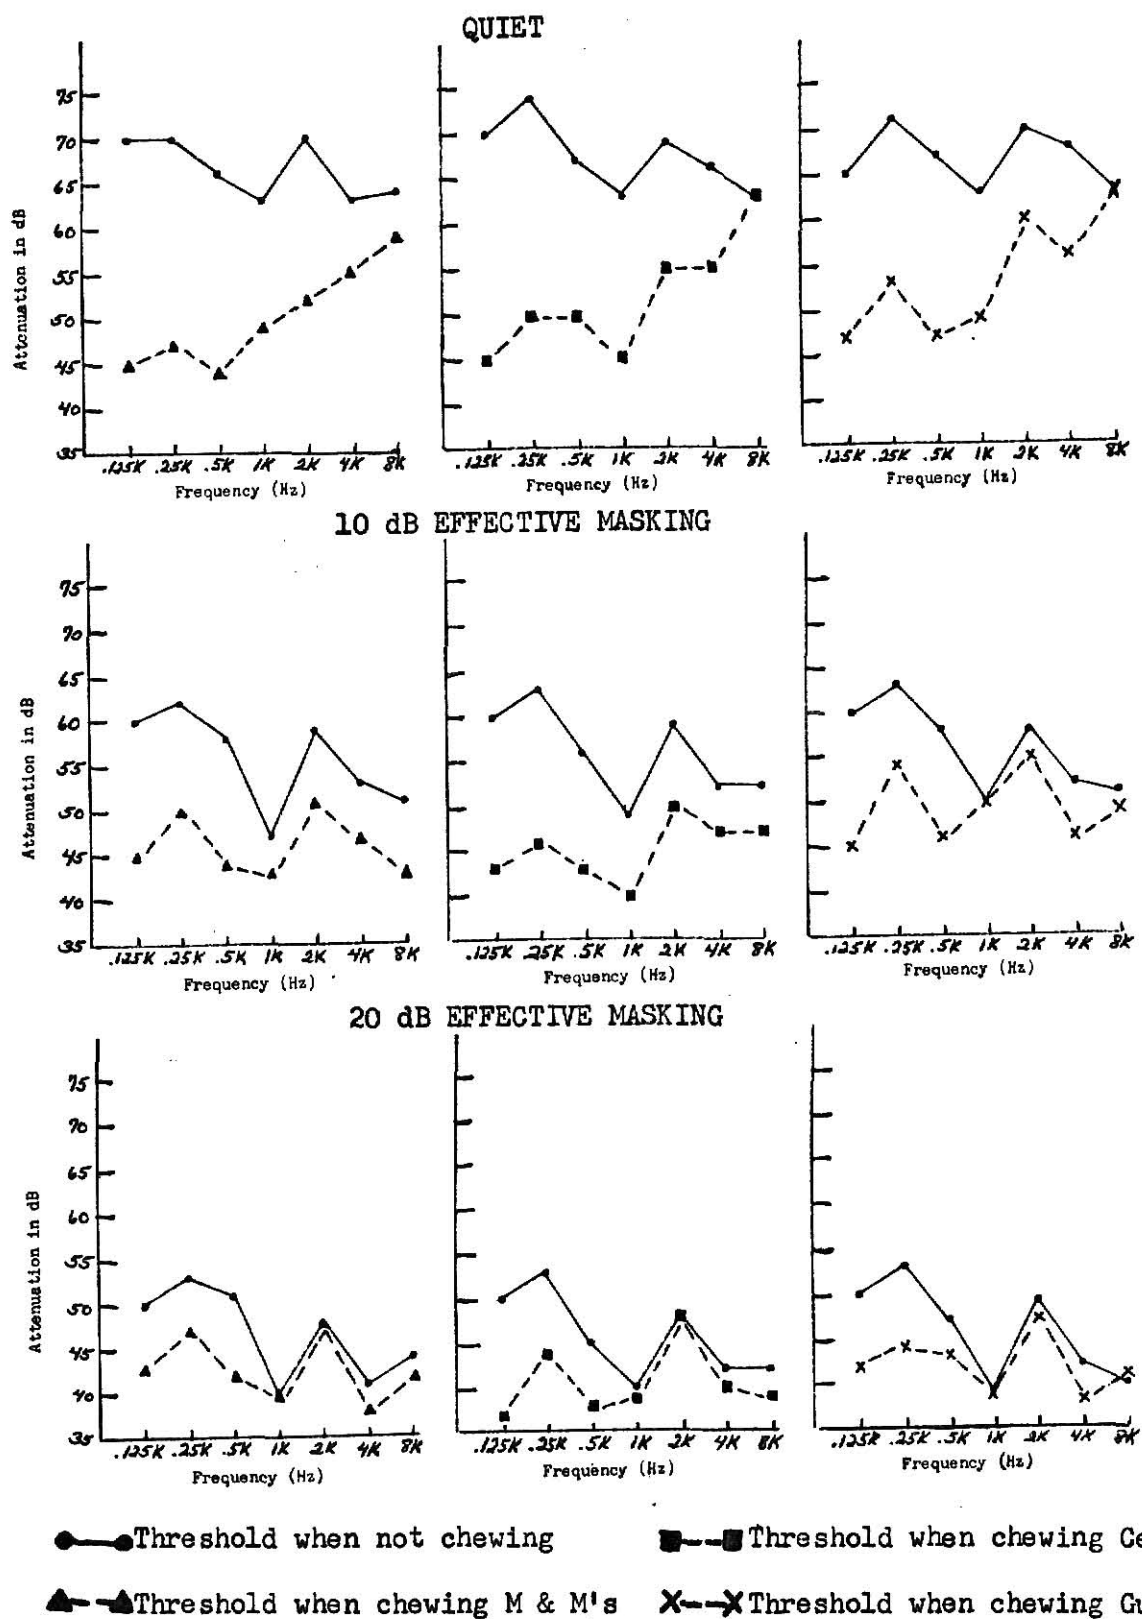 QUIET
Attenuation in dB
75
70
65
60
55
50
45
40
35
.125K .25K .5K 1K 2K 4K 8K
Frequency (Hz)
.125K .25K .5K 1K 2K 4K 8K
Frequency (Hz)
.125K .25K .5K 1K 2K 4K 8K
Frequency (Hz)
10 dB EFFECTIVE MASKING
Attenuation in dB
75
70
65
60
55
50
45
40
35
.125K .25K .5K 1K 2K 4K 8K
Frequency (Hz)
.125K .25K .5K 1K 2K 4K 8K
Frequency (Hz)
.125K .25K .5K 1K 2K 4K 8K
Frequency (Hz)
20 dB EFFECTIVE MASKING
Attenuation in dB
75
70
65
60
55
50
45
40
35
.125K .25K .5K 1K 2K 4K 8K
Frequency (Hz)
.125K .25K .5K 1K 2K 4K 8K
Frequency (Hz)
.125K .25K .5K 1K 2K 4K 8K
Frequency (Hz)
Threshold when not chewing
Threshold when chewing
Threshold when chewing M & M's
Threshold when chewing